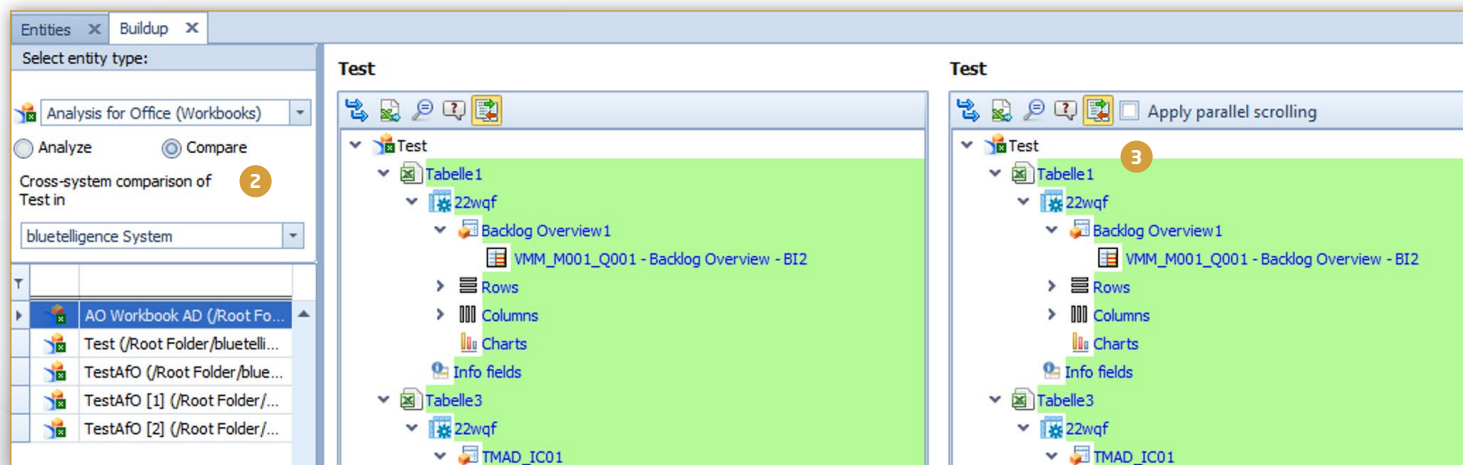 Entities
Buildup
Select entity type:
Analysis for Office (Workbooks)
Analyze
Compare
Cross-system comparison of
Test in
2
bluetelligence System
AO Workbook AD (/Root Fo...
Test (/Root Folder/bluetelli...
TestAfO (/Root Folder/blue...
TestAfO [1] (/Root Folder/...
TestAfO [2] (/Root Folder/...
Test
Test
Tabelle1
22wqf
Backlog Overview1
VMM_M001_Q001 - Backlog Overview - BI2
Rows
Columns
Charts
Info fields
Tabelle3
22wqf
TMAD_IC01
Test
Apply parallel scrolling
Test
3
Tabelle1
22wqf
Backlog Overview1
VMM_M001_Q001 - Backlog Overview - BI2
Rows
Columns
Charts
Info fields
Tabelle3
22wqf
TMAD_IC01